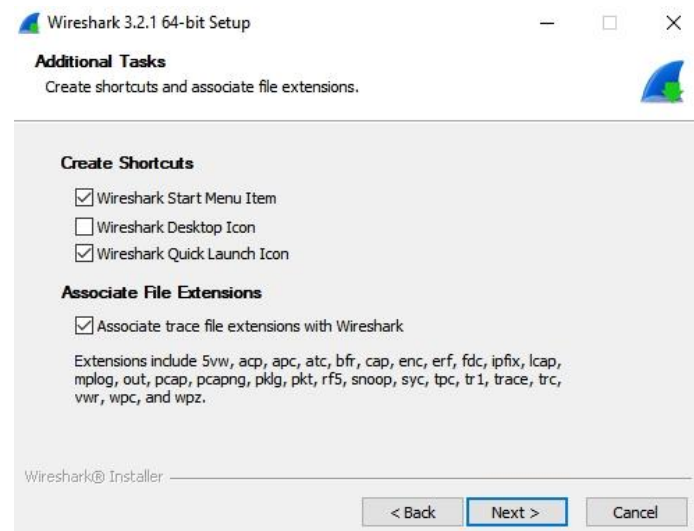 Wireshark 3.2.1 64-bit Setup
Additional Tasks
Create shortcuts and associate file extensions.
Create Shortcuts
Wireshark Start Menu Item
Wireshark Desktop Icon
Wireshark Quick Launch Icon
Associate File Extensions
Associate trace file extensions with Wireshark
Extensions include 5vw, acp, apc, atc, bfr, cap, enc, erf, fdc, ipfix, lcap,
mplog, out, pcap, pcapng, pklg, pkt, rf5, snoop, syc, tpc, tr1, trace, trc,
vwr, wpc, and wpz.
Wireshark® Installer
< Back Next > Cancel